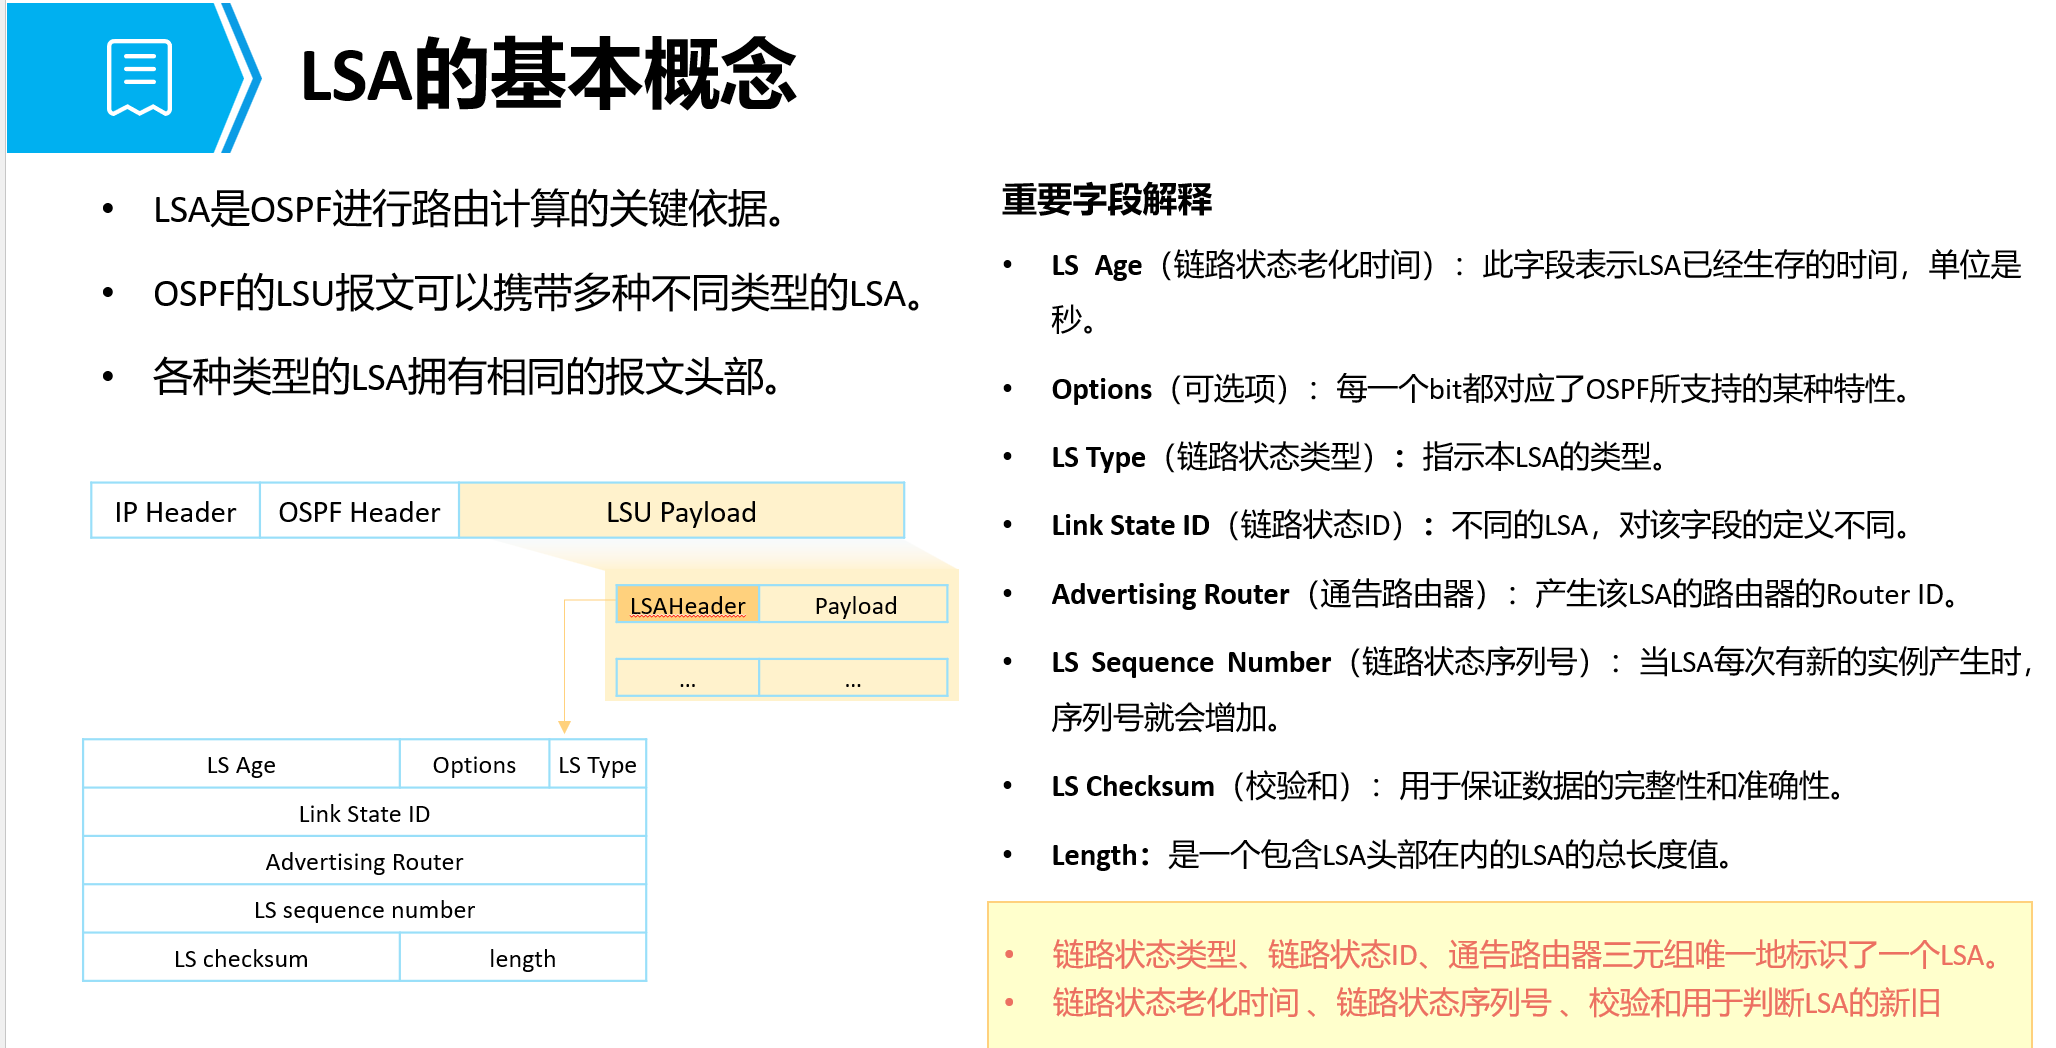 LSA的基本概念
• LSA是OSPF进行路由计算的关键依据。
• OSPF的LSU报文可以携带多种不同类型的LSA。
• 各种类型的LSA拥有相同的报文头部。
IP Header OSPF Header LSU Payload
LSAHeader Payload
... ...
LS Age Options LS Type
Link State ID
Advertising Router
LS sequence number
LS checksum length
重要字段解释
• LS Age（链路状态老化时间）：此字段表示LSA已经生存的时间，单位是
秒。
• Options（可选项）：每一个bit都对应了OSPF所支持的某种特性。
• LS Type（链路状态类型）：指示本LSA的类型。
• Link State ID（链路状态ID）：不同的LSA，对该字段的定义不同。
• Advertising Router（通告路由器）：产生该LSA的路由器的Router ID。
• LS Sequence Number（链路状态序列号）：当LSA每次有新的实例产生时，
序列号就会增加。
• LS Checksum（校验和）：用于保证数据的完整性和准确性。
• Length：是一个包含LSA头部在内的LSA的总长度值。
• 链路状态类型、链路状态ID、通告路由器三元组唯一地标识了一个LSA。
• 链路状态老化时间 、链路状态序列号 、校验和用于判断LSA的新旧